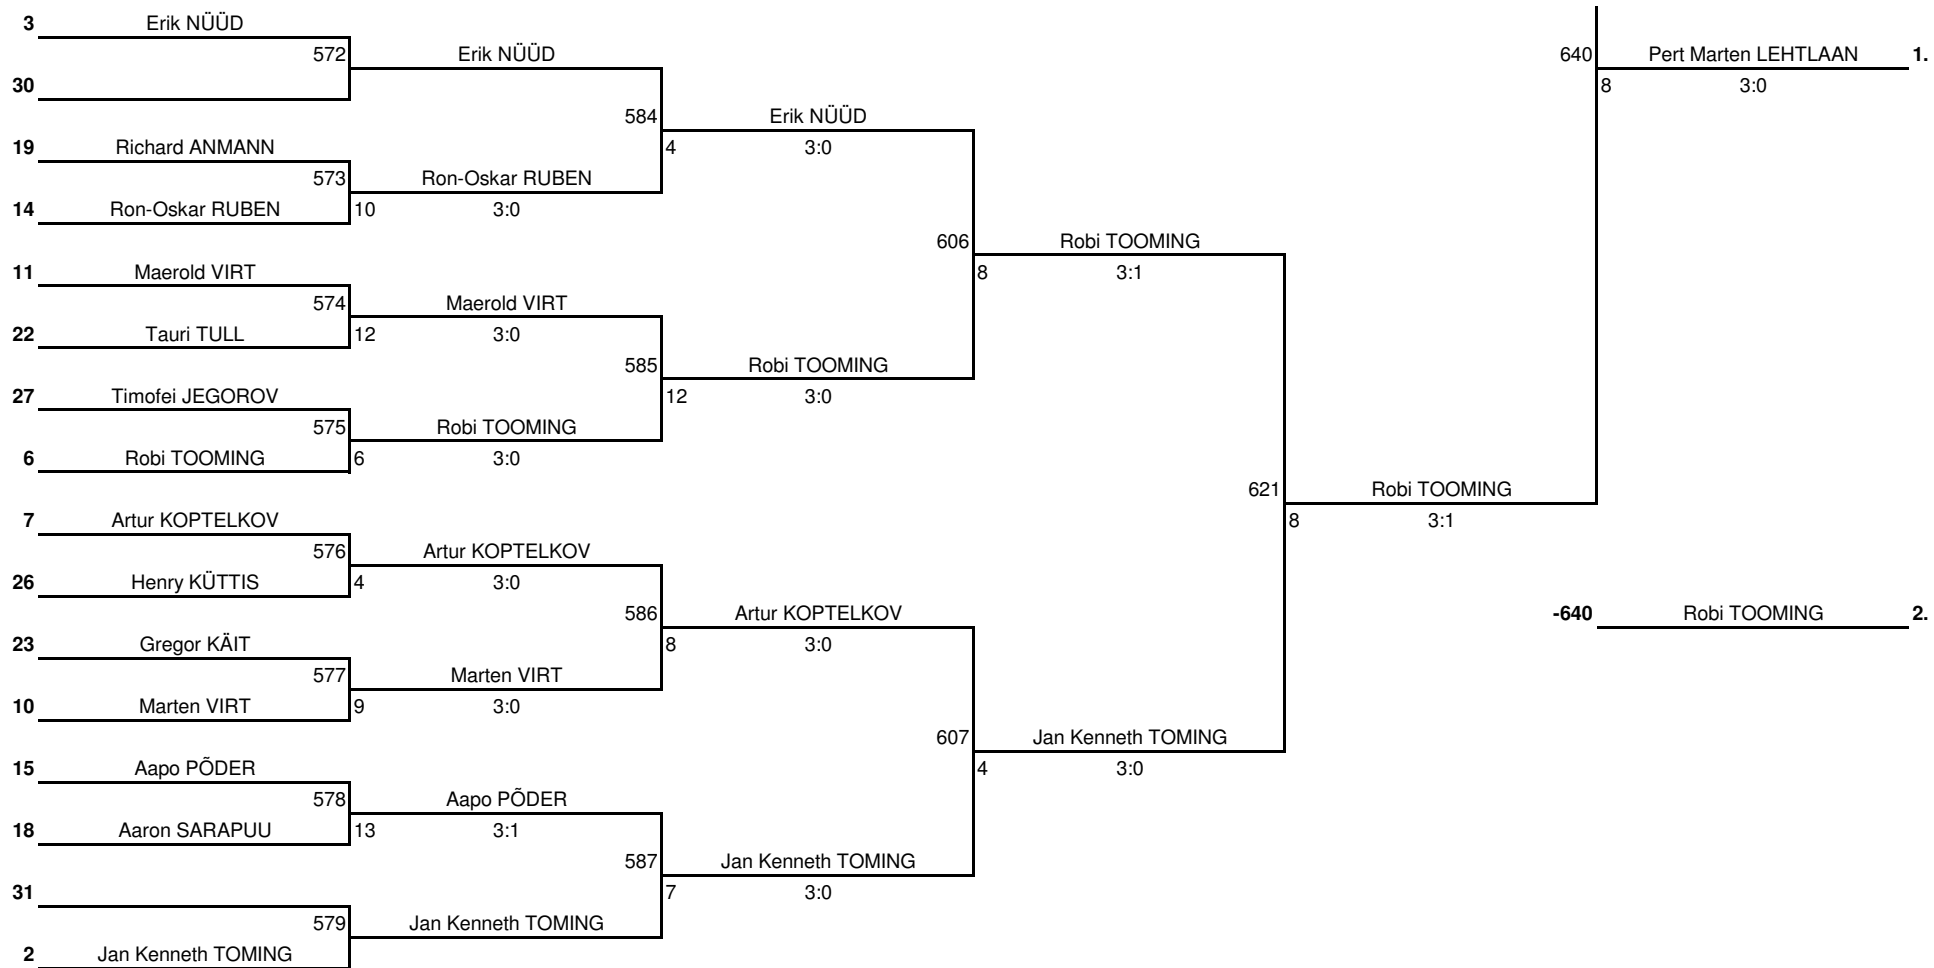 3 Erik NÜÜD
572 Erik NÜÜD 640 Pert Marten LEHTLAAN 1.
30 8 3:0
584 Erik NÜÜD
19 Richard ANMANN 4 3:0
573 Ron-Oskar RUBEN
14 Ron-Oskar RUBEN 10 3:0
606 Robi TOOMING
11 Maerold VIRT 8 3:1
574 Maerold VIRT
22 Tauri TULL 12 3:0
585 Robi TOOMING
27 Timofei JEGOROV 12 3:0
575 Robi TOOMING
6 Robi TOOMING 6 3:0
621 Robi TOOMING
7 Artur KOPTELKOV 8 3:1
576 Artur KOPTELKOV
26 Henry KÜTTIS 4 3:0
586 Artur KOPTELKOV -640 Robi TOOMING 2.
23 Gregor KÄIT 8 3:0
577 Marten VIRT
10 Marten VIRT 9 3:0
607 Jan Kenneth TOMING
15 Aapo PÕDER 4 3:0
578 Aapo PÕDER
18 Aaron SARAPUU 13 3:1
587 Jan Kenneth TOMING
31 7 3:0
579 Jan Kenneth TOMING
2 Jan Kenneth TOMING